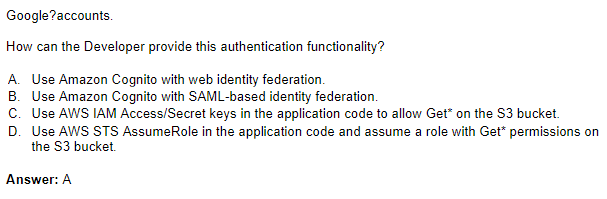 Google?accounts.
How can the Developer provide this authentication functionality?
A. Use Amazon Cognito with web identity federation.
B. Use Amazon Cognito with SAML-based identity federation.
C. Use AWS IAM Access/Secret keys in the application code to allow Get* on the S3 bucket.
D. Use AWS STS AssumeRole in the application code and assume a role with Get* permissions on
the S3 bucket.
Answer: A